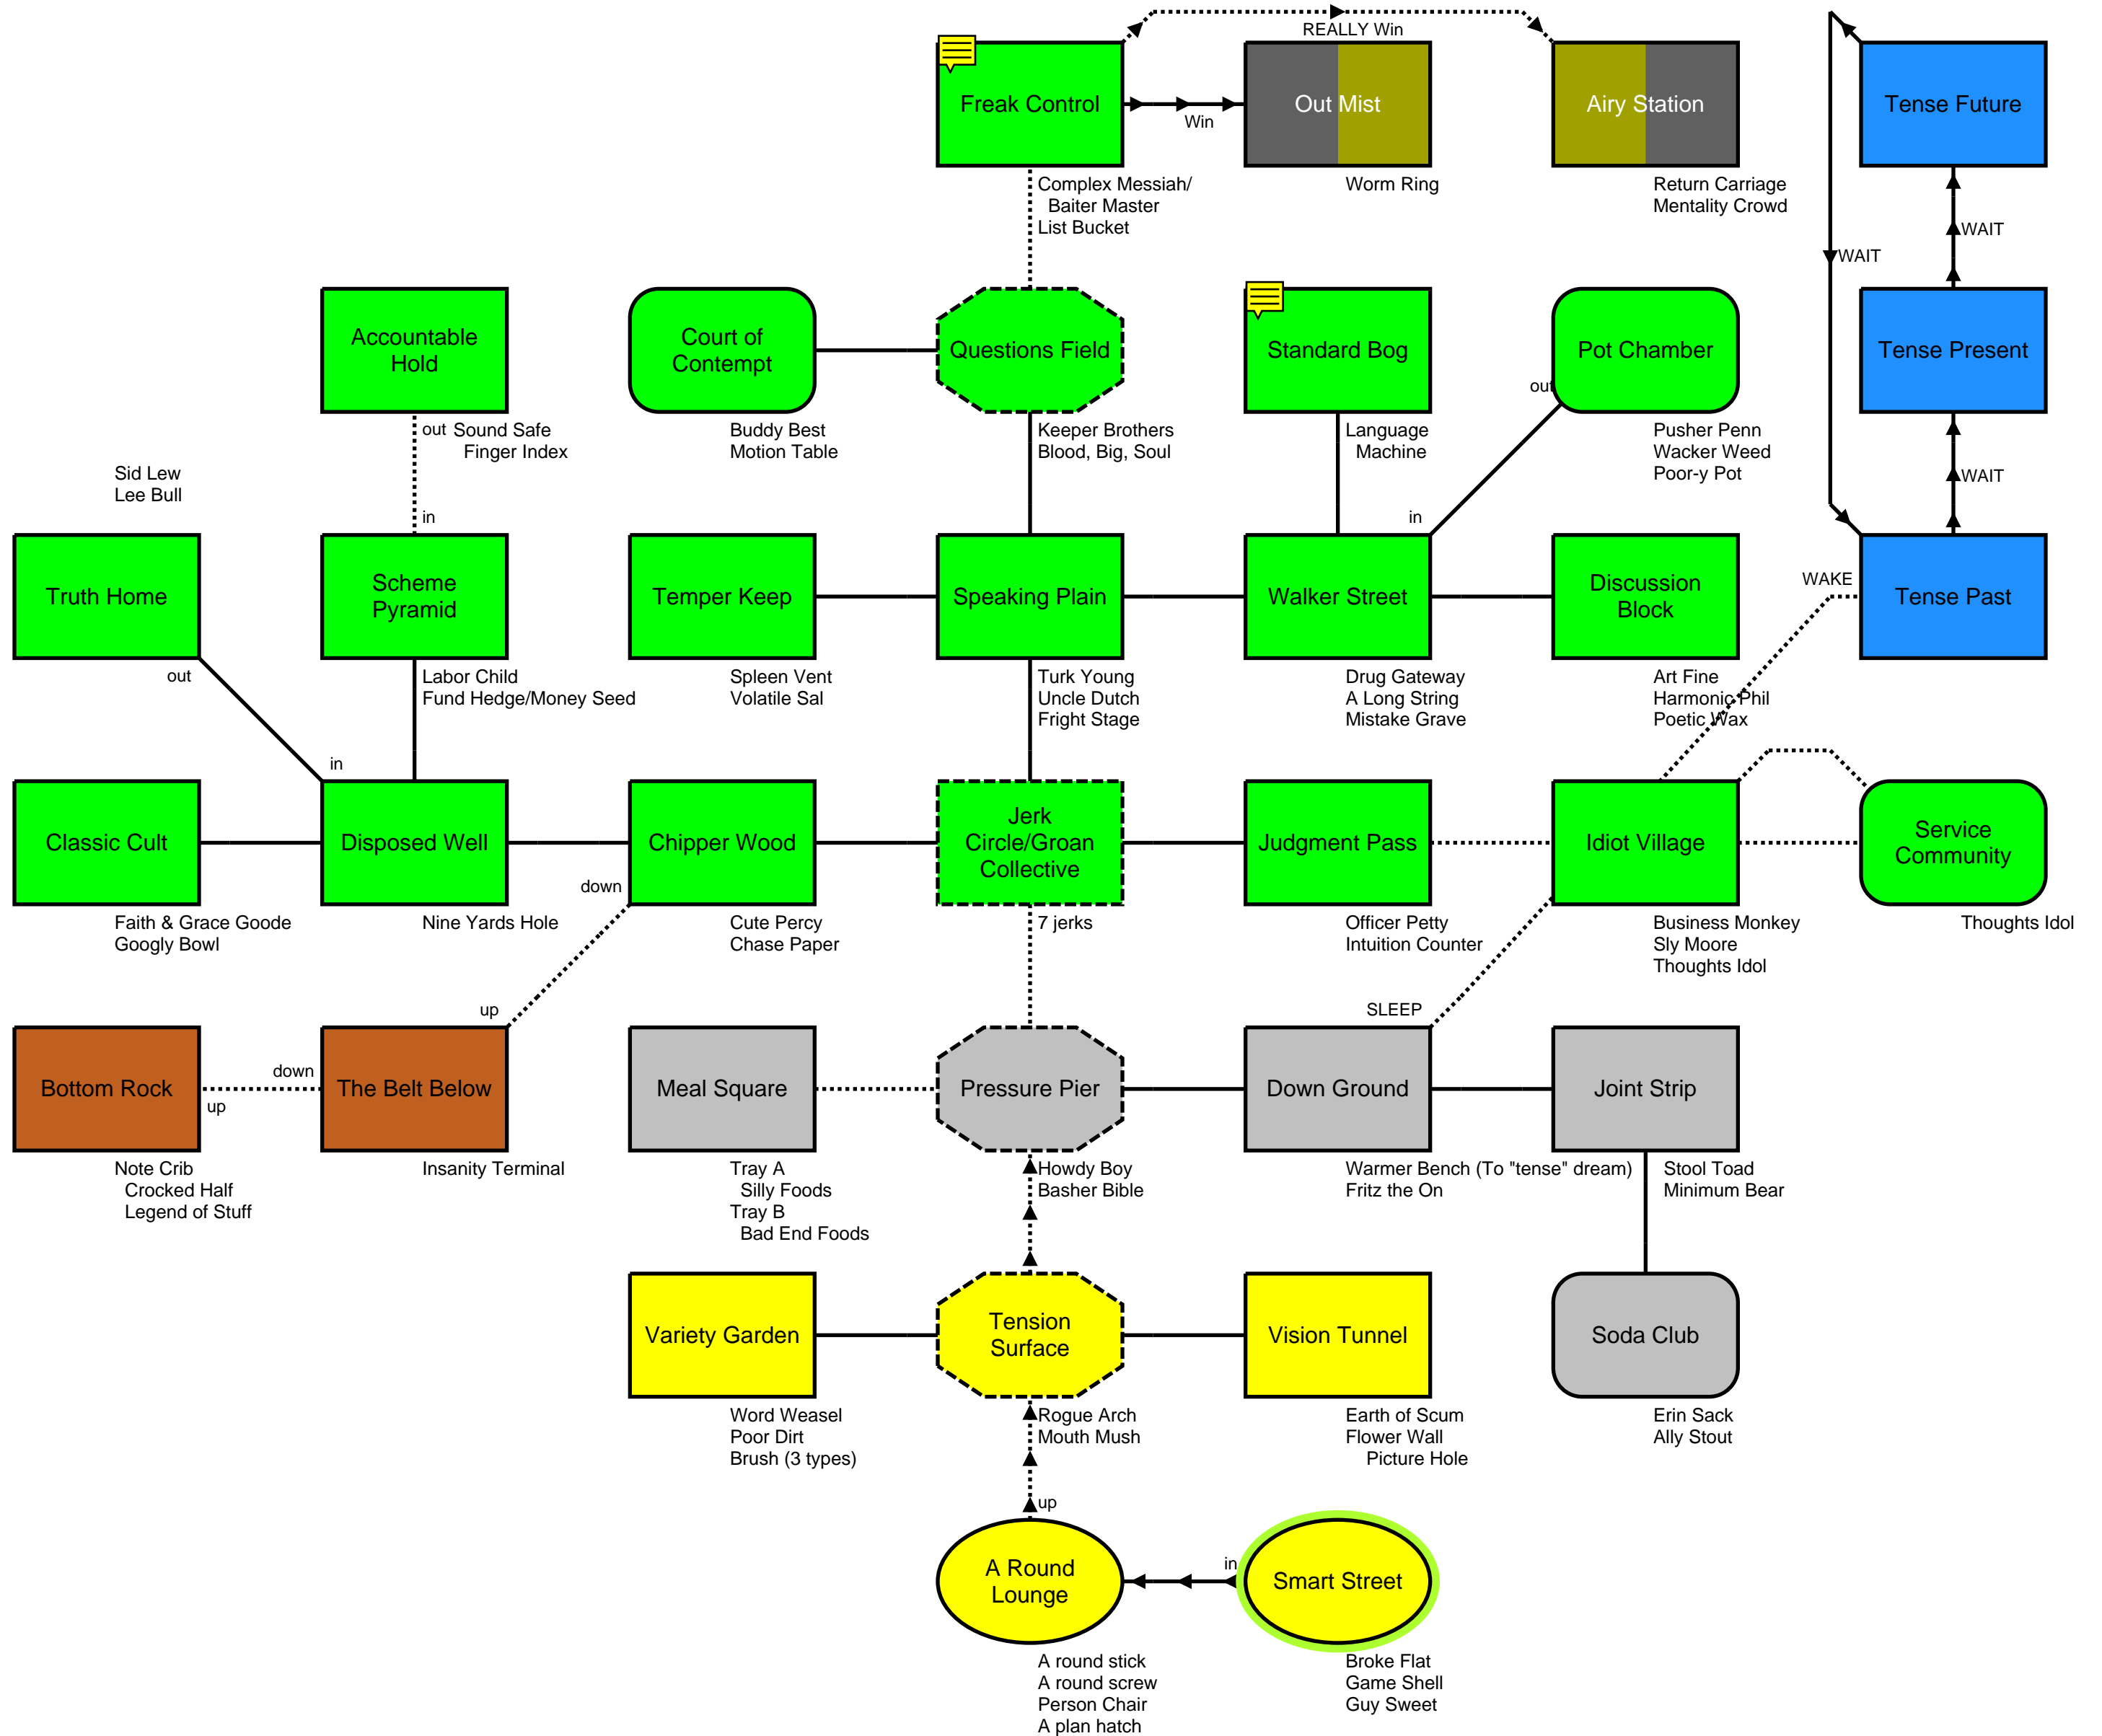 REALLY Win
Freak Control
Win
Out Mist
Airy Station
Tense Future
Complex Messiah/
Baiter Master
List Bucket
Worm Ring
Return Carriage
Mentality Crowd
WAIT
WAIT
Accountable
Hold
Court of
Contempt
Questions Field
Standard Bog
out
Pot Chamber
Tense Present
out Sound Safe
Finger Index
Buddy Best
Motion Table
Keeper Brothers
Blood, Big, Soul
Language
Machine
Pusher Penn
Wacker Weed
Poor-y Pot
Sid Lew
Lee Bull
WAIT
in
in
Truth Home
Scheme
Pyramid
Temper Keep
Speaking Plain
Walker Street
Discussion
Block
WAKE
Tense Past
out
Labor Child
Fund Hedge/Money Seed
Spleen Vent
Volatile Sal
Turk Young
Uncle Dutch
Fright Stage
Drug Gateway
A Long String
Mistake Grave
Art Fine
Harmonic Phil
Poetic Wax
in
Classic Cult
Disposed Well
Chipper Wood
Jerk
Circle/Groan
Collective
Judgment Pass
Idiot Village
Service
Community
down
Faith & Grace Goode
Googly Bowl
Nine Yards Hole
Cute Percy
Chase Paper
7 jerks
Officer Petty
Intuition Counter
Business Monkey
Sly Moore
Thoughts Idol
Thoughts Idol
up
SLEEP
Bottom Rock
down
up
The Belt Below
Meal Square
Pressure Pier
Down Ground
Joint Strip
Note Crib
Crocked Half
Legend of Stuff
Insanity Terminal
Tray A
Silly Foods
Tray B
Bad End Foods
Howdy Boy
Basher Bible
Warmer Bench (To "tense" dream)
Fritz the On
Stool Toad
Minimum Bear
Variety Garden
Tension
Surface
Vision Tunnel
Soda Club
Word Weasel
Poor Dirt
Brush (3 types)
Rogue Arch
Mouth Mush
Earth of Scum
Flower Wall
Picture Hole
Erin Sack
Ally Stout
up
A Round
Lounge
in
Smart Street
A round stick
A round screw
Person Chair
A plan hatch
Broke Flat
Game Shell
Guy Sweet